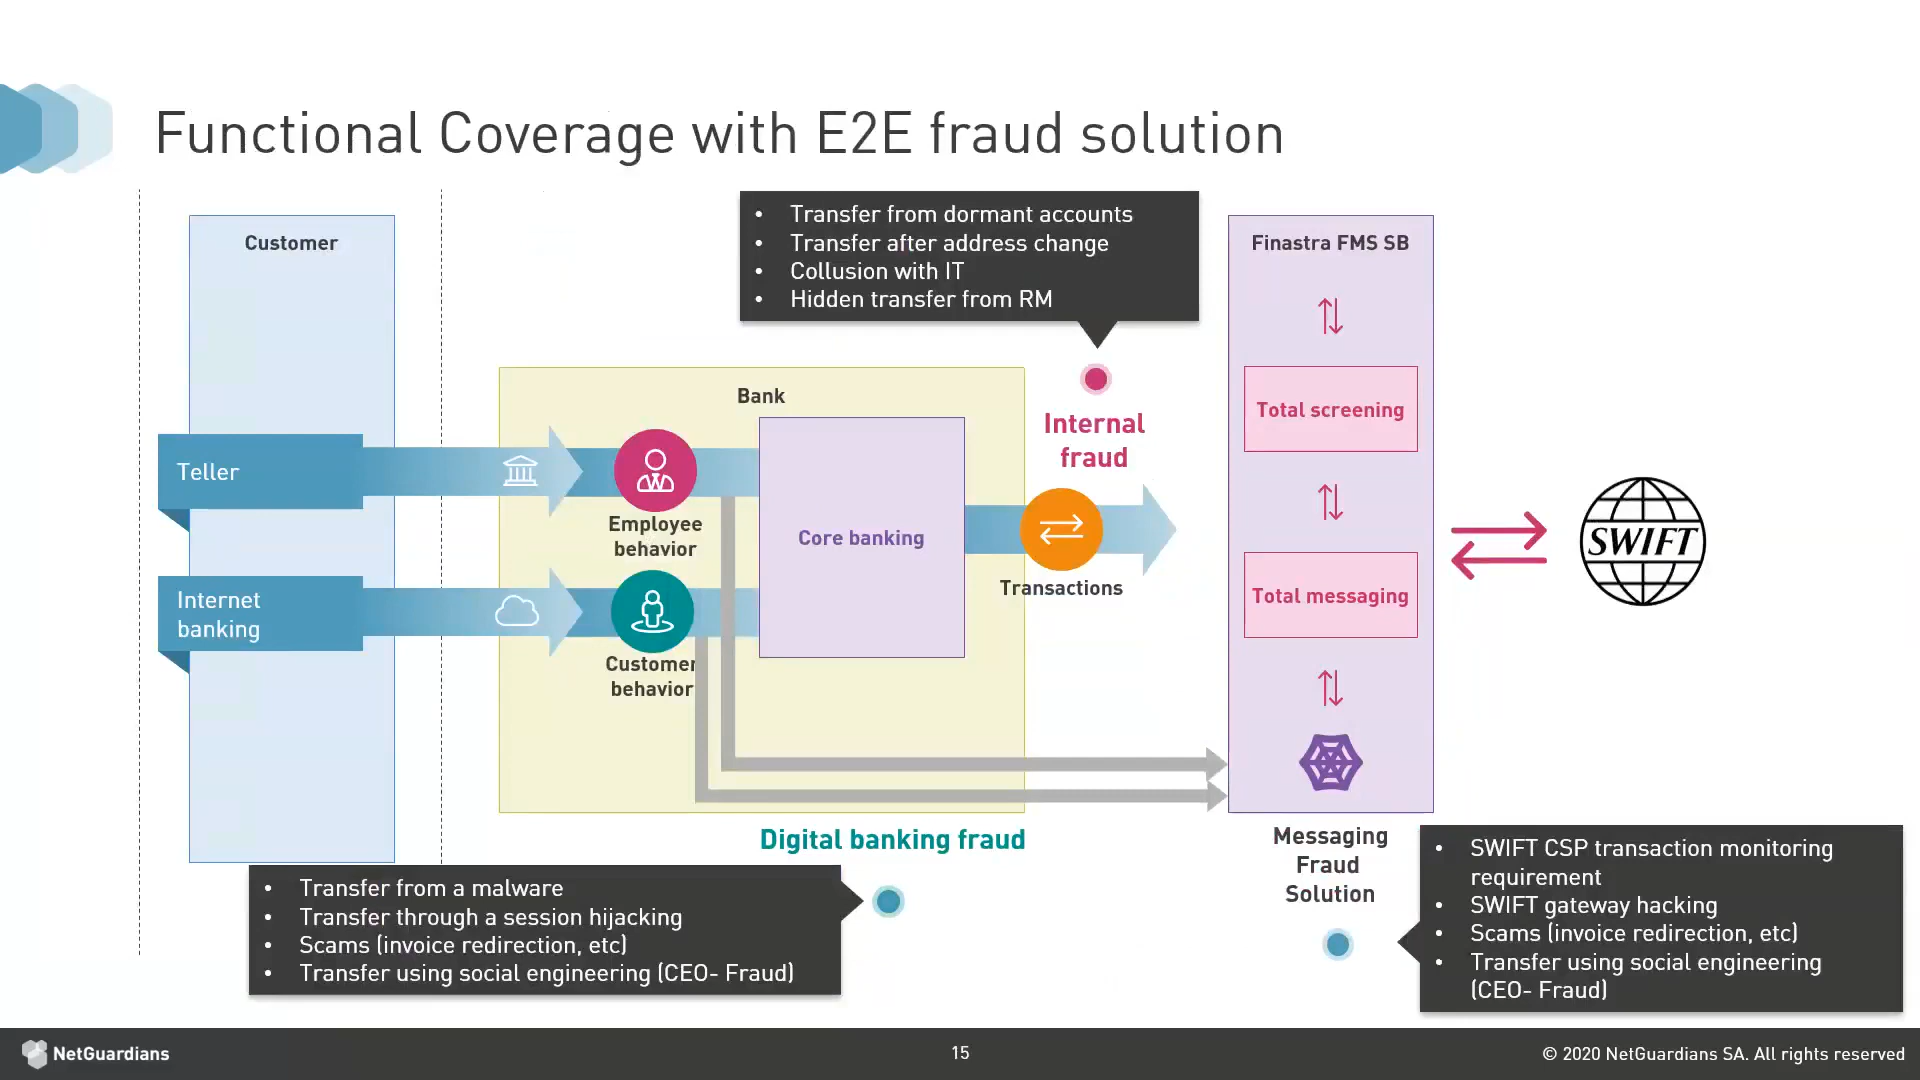 Functional Coverage with E2E fraud solution
• Transfer from dormant accounts
• Transfer after address change
• Collusion with IT
• Hidden transfer from RM
Customer
Finastra FMS SB
Bank
Total screening
Internal
fraud
Teller
Employee
behavior
Core banking
Transactions
SWIFT
Internet
banking
Total messaging
Customer
behavior
Digital banking fraud
Messaging
Fraud
Solution
• Transfer from a malware
• Transfer through a session hijacking
• Scams (invoice redirection, etc)
• Transfer using social engineering (CEO- Fraud)
• SWIFT CSP transaction monitoring
requirement
• SWIFT gateway hacking
• Scams (invoice redirection, etc)
• Transfer using social engineering
(CEO- Fraud)
NetGuardians
15
© 2020 NetGuardians SA. All rights reserved